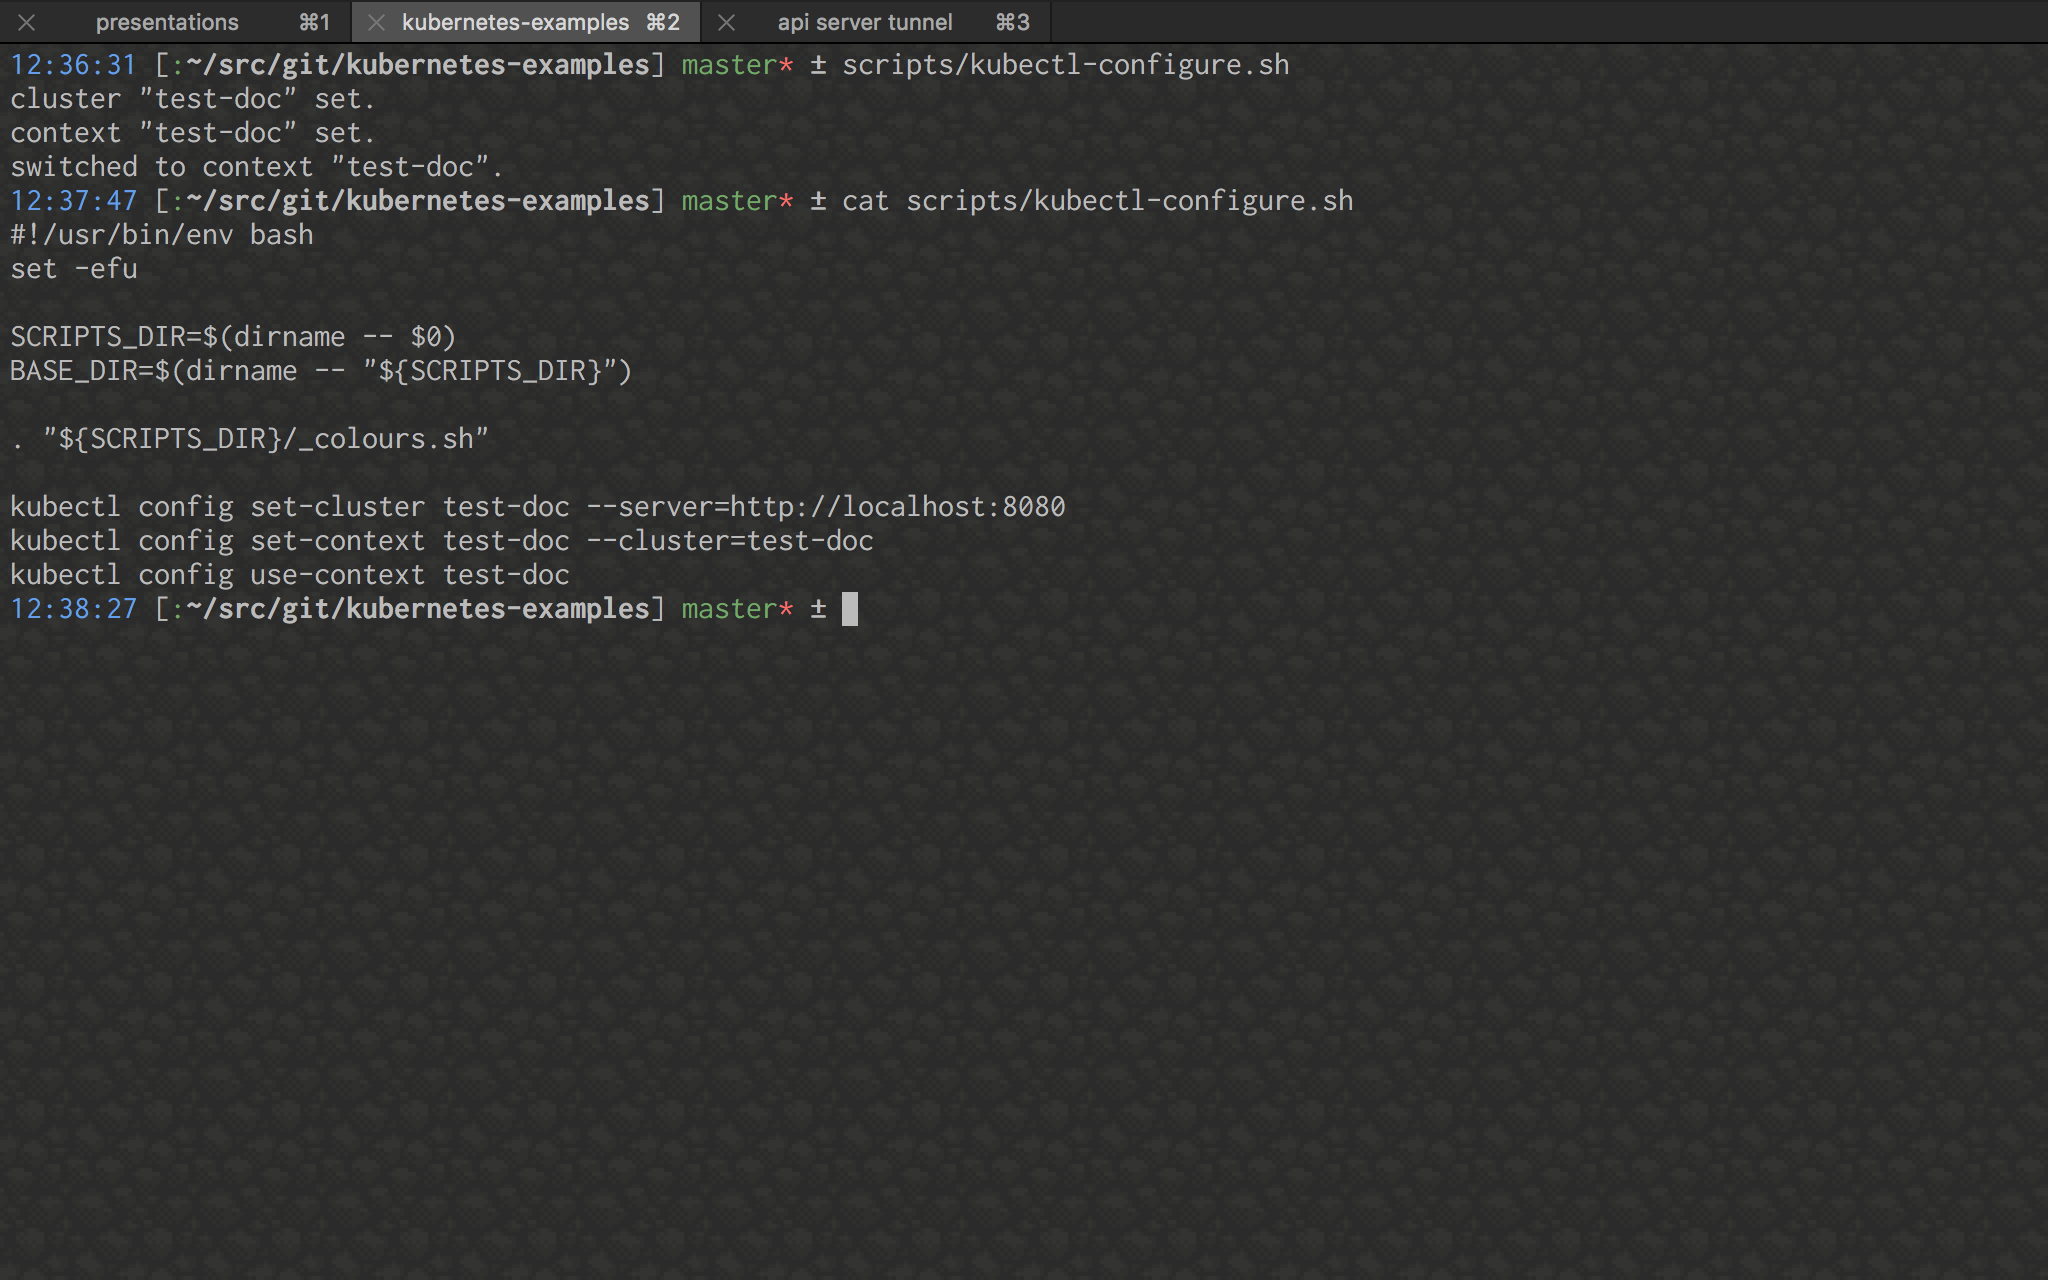 presentations ⌘1 kubernetes-examples ⌘2 api server tunnel ⌘3
12:36:31 [:~/src/git/kubernetes-examples] master* ± scripts/kubectl-configure.sh
cluster "test-doc" set.
context "test-doc" set.
switched to context "test-doc".
12:37:47 [:~/src/git/kubernetes-examples] master* ± cat scripts/kubectl-configure.sh
#!/usr/bin/env bash
set -efu
SCRIPTS_DIR=$(dirname -- $0)
BASE_DIR=$(dirname -- "${SCRIPTS_DIR}")
. "${SCRIPTS_DIR}/_colours.sh"
kubectl config set-cluster test-doc --server=http://localhost:8080
kubectl config set-context test-doc --cluster=test-doc
kubectl config use-context test-doc
12:38:27 [:~/src/git/kubernetes-examples] master* ±